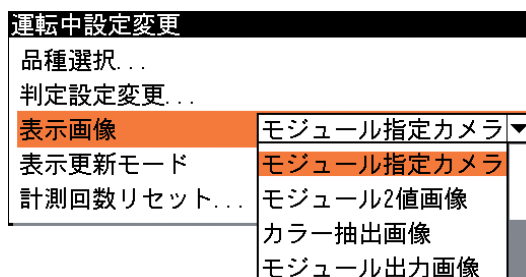 運転中設定変更
品種選択...
判定設定変更...
表示画像 モジュール指定カメラ▼
表示更新モード モジュール指定カメラ
計測回数リセット... モジュール2値画像
カラー抽出画像
モジュール出力画像